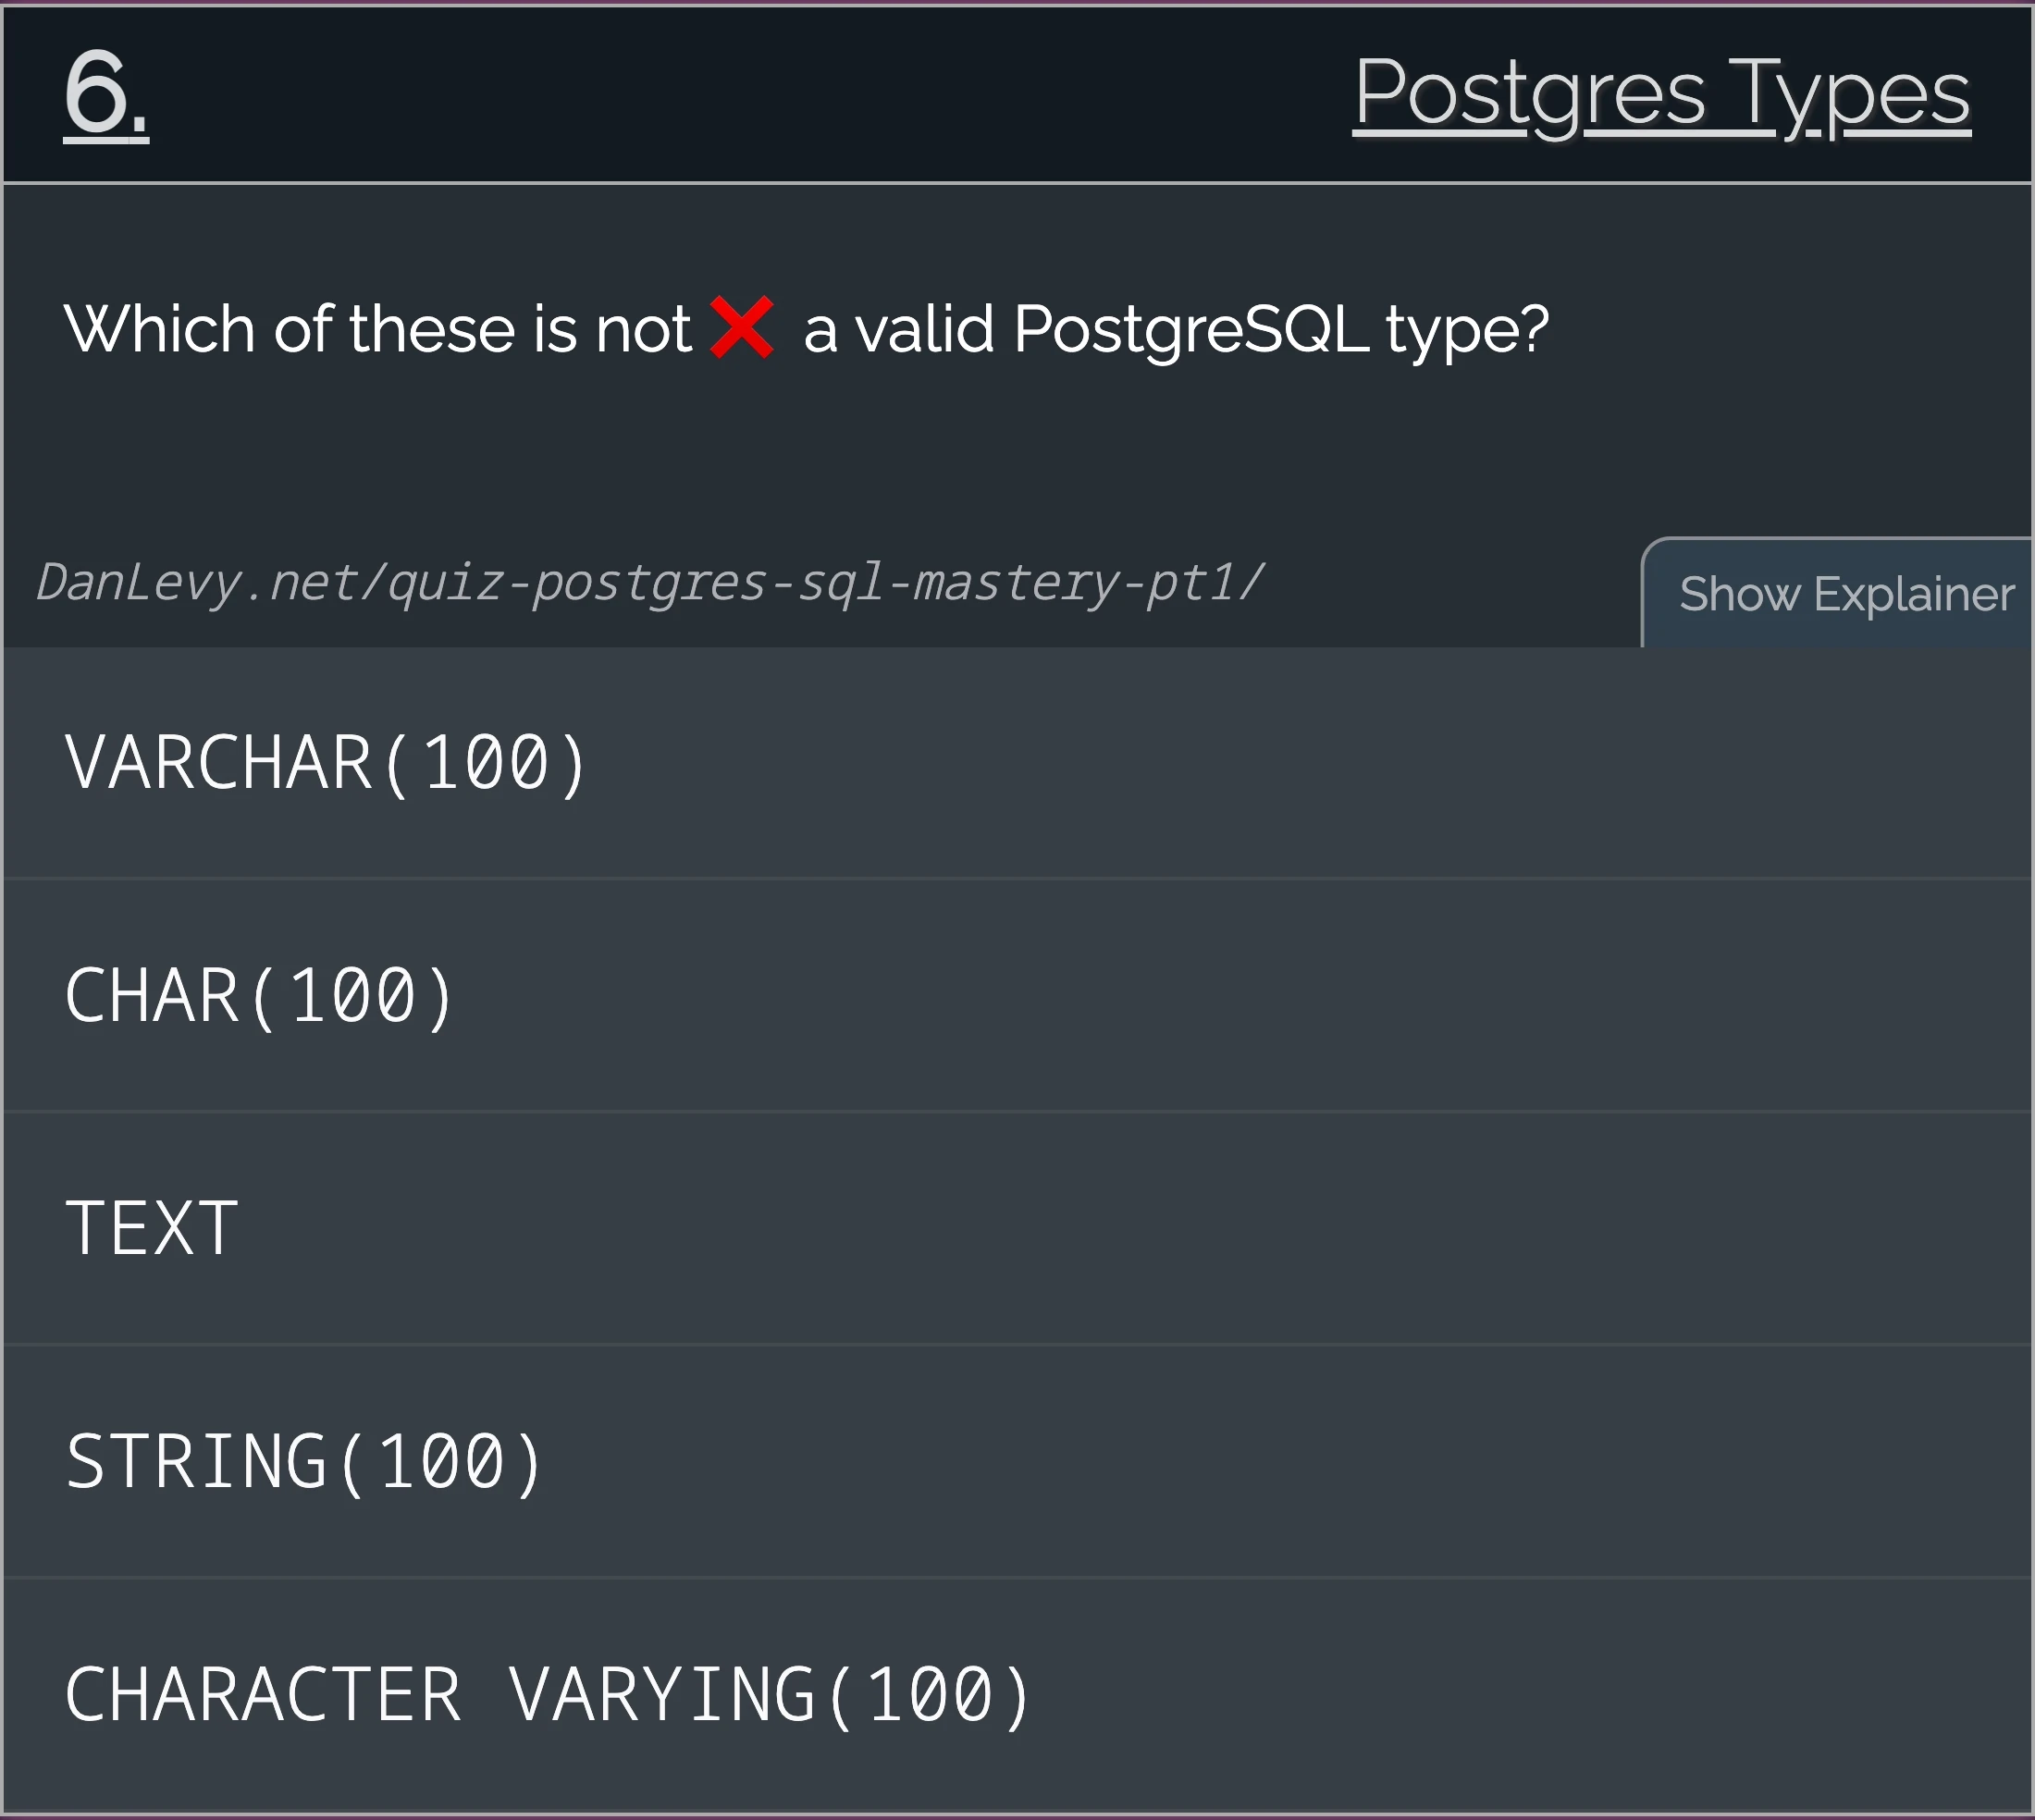 6.
Postgres Types
Which of these is not ❌ a valid PostgreSQL type?
DanLevy.net/quiz-postgres-sql-mastery-pt1/
Show Explainer
VARCHAR(100)
CHAR(100)
TEXT
STRING(100)
CHARACTER VARYING(100)